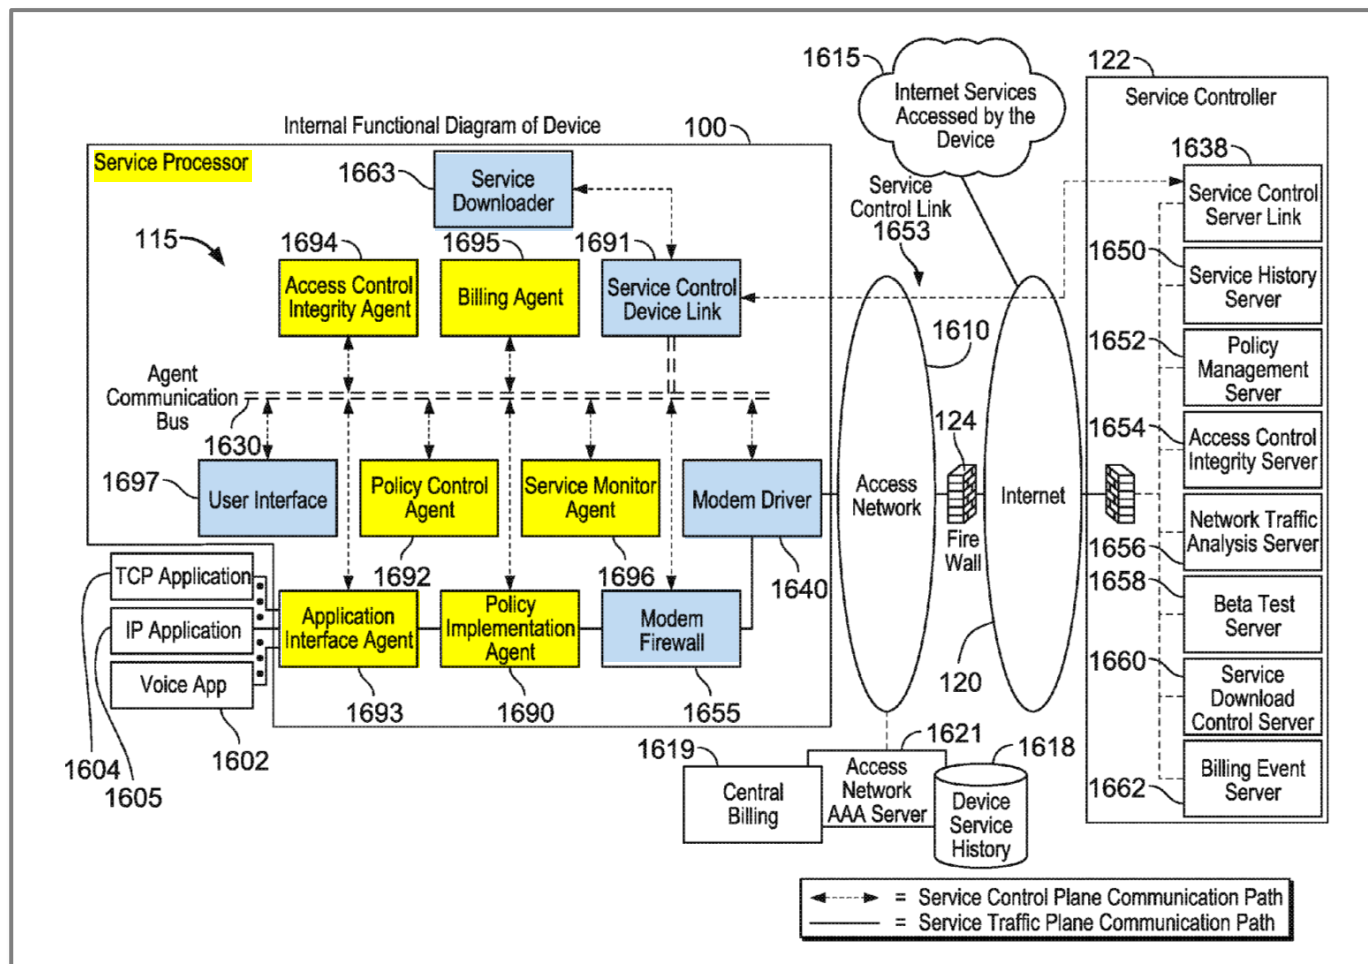 Internal Functional Diagram of Device
100
Service Processor
115
1663
Service
Downloader
1694
Access Control
Integrity Agent
1695
Billing Agent
1691
Service Control
Device Link
Agent
Communication
Bus
1630
1697
User Interface
Policy Control
Agent
1692
Service Monitor
Agent
1696
Modem Driver
1640
TCP Application
IP Application
Voice App
1604
1605
1602
Application
Interface Agent
1693
Policy
Implementation
Agent
1690
Modem
Firewall
1655
1615
Internet Services
Accessed by the
Device
Service
Control Link
1653
1610
Access
Network
124
Fire
Wall
Internet
120
1619
Central
Billing
1621
Access
Network
AAA Server
1618
Device
Service
History
122
Service Controller
1638
Service Control
Server Link
1650
Service History
Server
1652
Policy
Management
Server
1654
Access Control
Integrity Server
1656
Network Traffic
Analysis Server
1658
Beta Test
Server
1660
Service
Download
Control Server
1662
Billing Event
Server
= Service Control Plane Communication Path
= Service Traffic Plane Communication Path